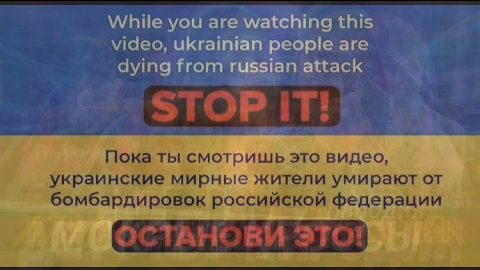 While you are watching this
video, ukrainian people are
dying from russian attack
STOP IT!
Пока ты смотришь это видео,
украинские мирные жители умирают от
бомбардировок российской федерации
ОСТАНОВИ ЭТО!